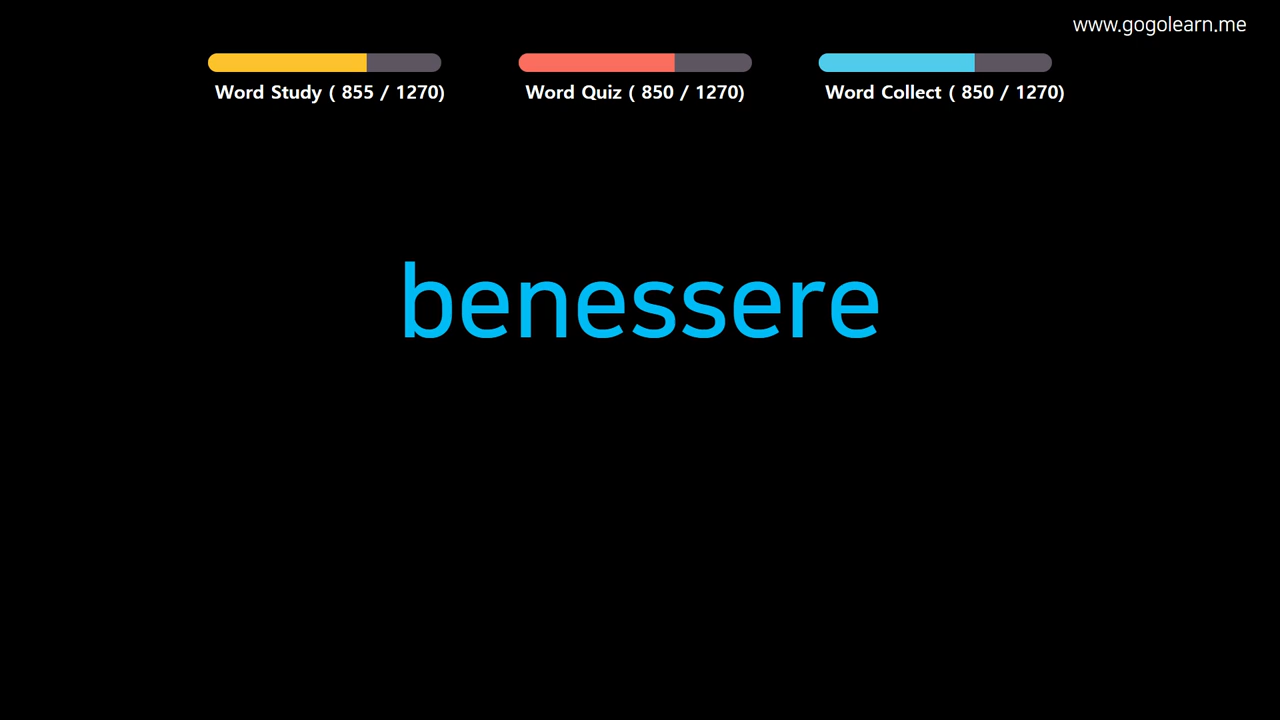 www.gogolearn.me
Word Study ( 855 / 1270)
Word Quiz ( 850 / 1270)
Word Collect ( 850 / 1270)
benessere